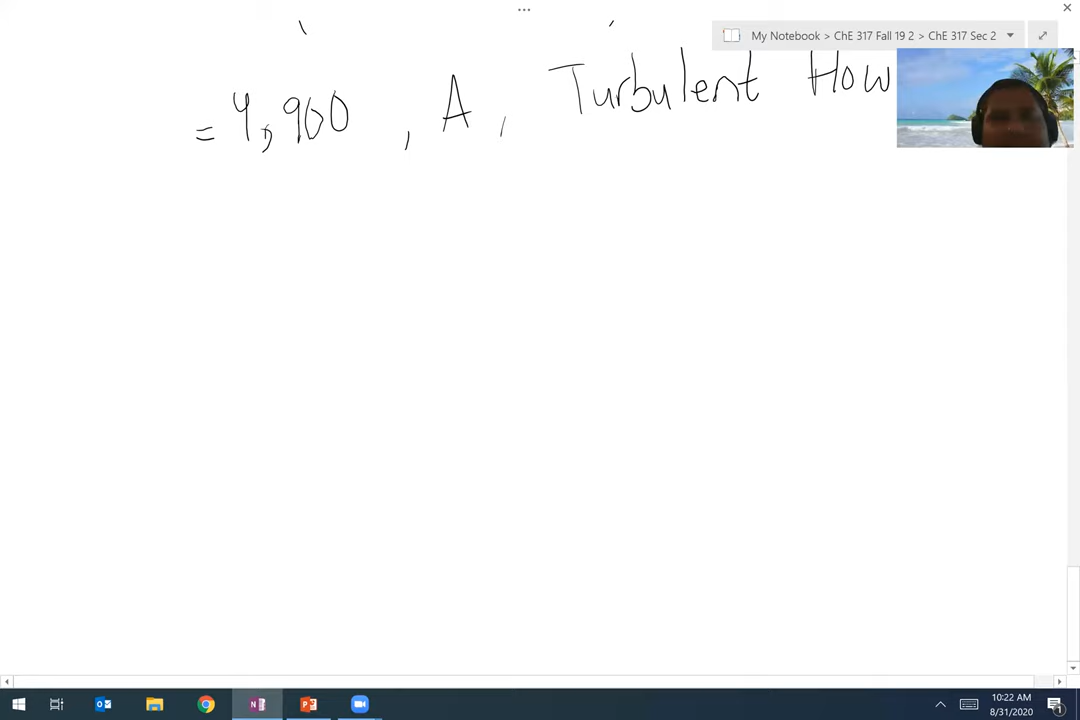 My Notebook > ChE 317 Fall 19 2 > ChE 317 Sec 2
= 4,900 , A , Turbulent flow
10:22 AM
8/31/2020